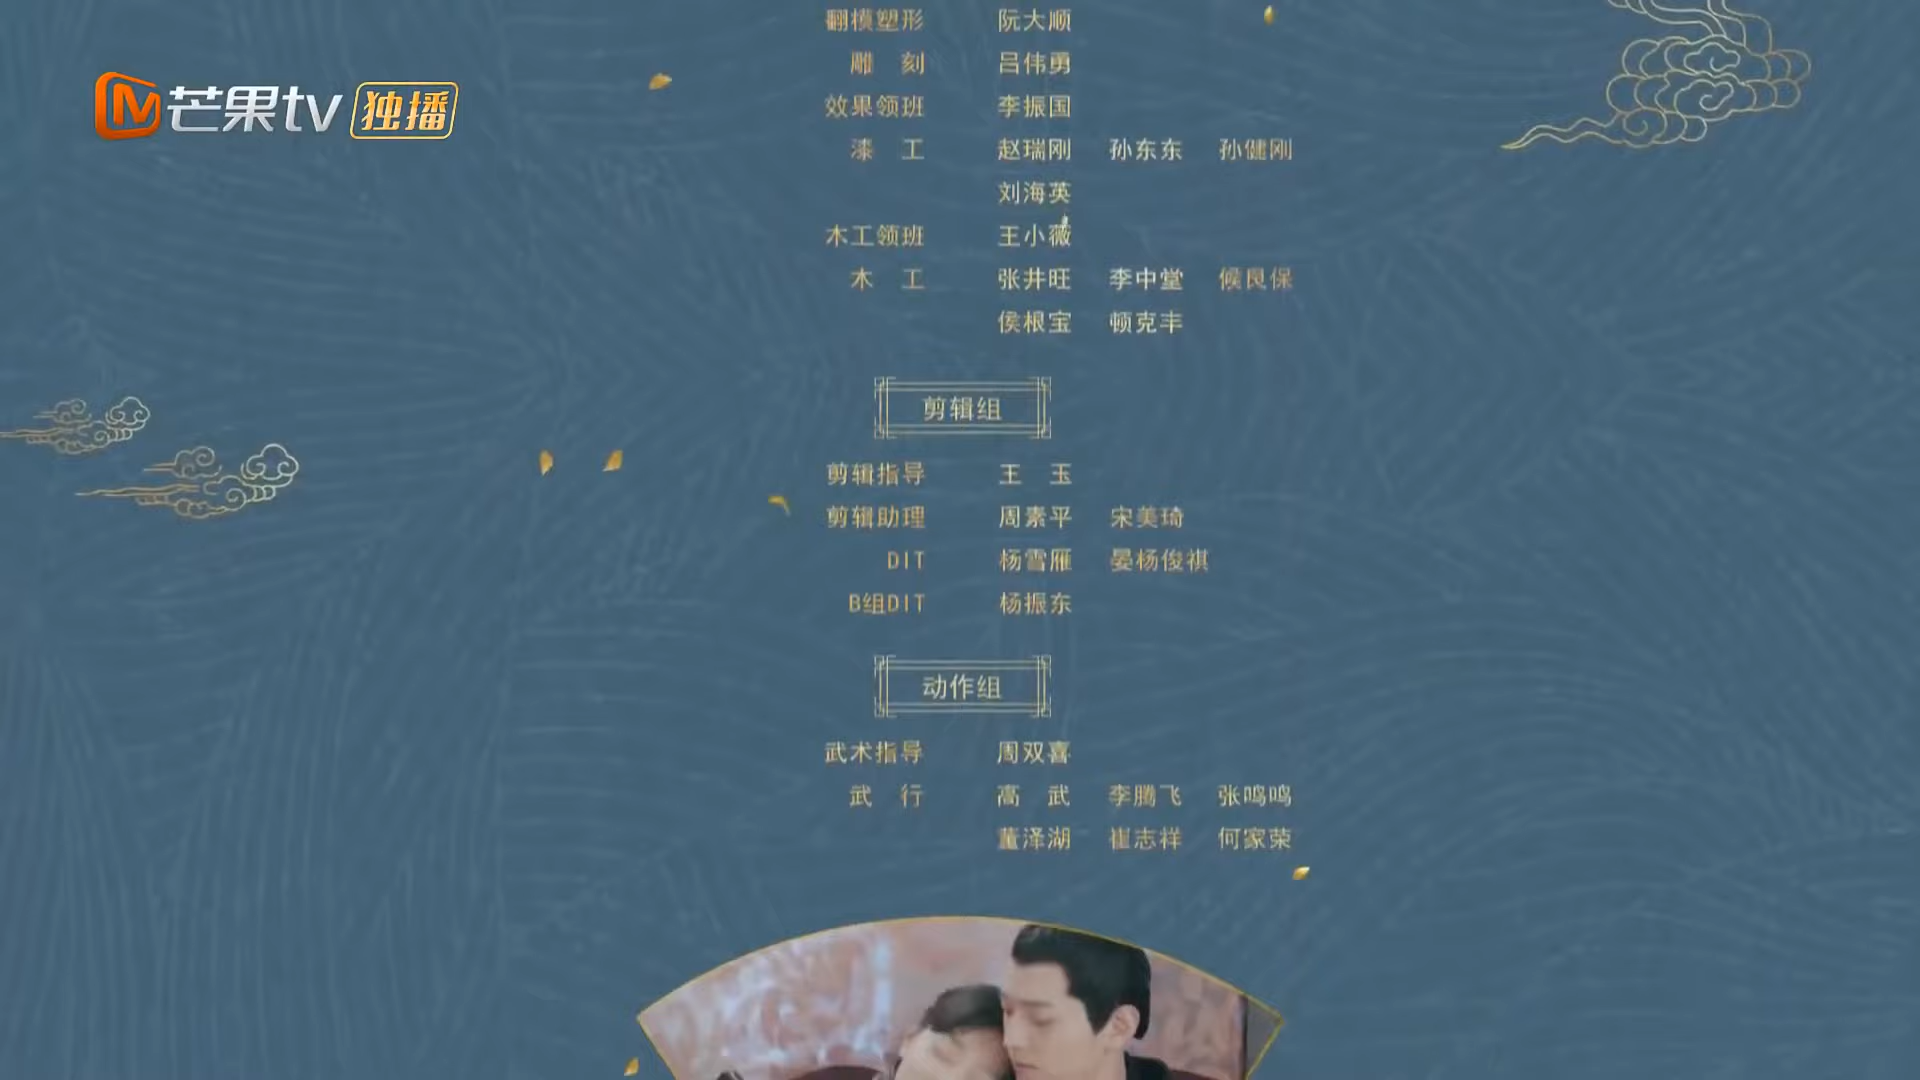 芒果tv 独播
翻模塑形 阮大顺
雕 刻 吕伟勇
效果领班 李振国
漆 工 赵瑞刚 孙东东 孙健刚
刘海英
木工领班 王小薇
木 工 张井旺 李中堂 候良保
侯根宝 顿克丰
剪辑组
剪辑指导 王 玉
剪辑助理 周素平 宋美琦
DIT 杨雪雁 晏杨俊祺
B组DIT 杨振东
动作组
武术指导 周双喜
武 行 高 武 李腾飞 张鸣鸣
董泽湖 崔志祥 何家荣